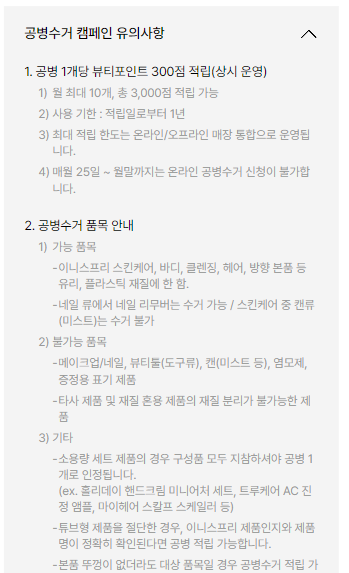 공병수거 캠페인 유의사항
1. 공병 1개당 뷰티포인트 300점 적립(상시 운영)
1) 월 최대 10개, 총 3,000점 적립 가능
2) 사용 기한 : 적립일로부터 1년
3) 최대 적립 한도는 온라인/오프라인 매장 통합으로 운영됩
니다.
4) 매월 25일 ~ 월말까지는 온라인 공병수거 신청이 불가합
니다.
2. 공병수거 품목 안내
1) 가능 품목
-이니스프리 스킨케어, 바디, 클렌징, 헤어, 방향 본품 등
유리, 플라스틱 재질에 한 함.
-네일 류에서 네일 리무버는 수거 가능 / 스킨케어 중 캔류
(미스트)는 수거 불가
2) 불가능 품목
-메이크업/네일, 뷰티툴(도구류), 캔(미스트 등), 염모제,
증정용 표기 제품
-타사 제품 및 재질 혼용 제품의 재질 분리가 불가능한 제
품
3) 기타
-소용량 세트 제품의 경우 구성품 모두 지참하셔야 공병 1
개로 인정됩니다.
(ex. 홀리데이 핸드크림 미니어처 세트, 트루케어 AC 진
정 앰플, 마이헤어 스칼프 스케일러 등)
-튜브형 제품을 절단한 경우, 이니스프리 제품인지와 제품
명이 정확히 확인된다면 공병 적립 가능합니다.
-본품 뚜껑이 없더라도 대상 품목일 경우 공병수거 적립 가